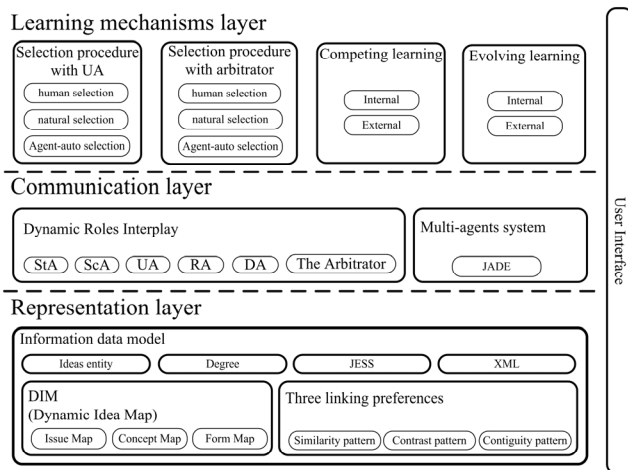 Learning mechanisms layer
Selection procedure
with UA
human selection
natural selection
Agent-auto selection
Selection procedure
with arbitrator
human selection
natural selection
Agent-auto selection
Competing learning
Internal
External
Evolving learning
Internal
External
Communication layer
Dynamic Roles Interplay
StA
ScA
UA
RA
DA
The Arbitrator
Multi-agents system
JADE
Representation layer
Information data model
Ideas entity
Degree
JESS
XML
DIM
(Dynamic Idea Map)
Issue Map
Concept Map
Form Map
Three linking preferences
Similarity pattern
Contrast pattern
Contiguity pattern
User Interface